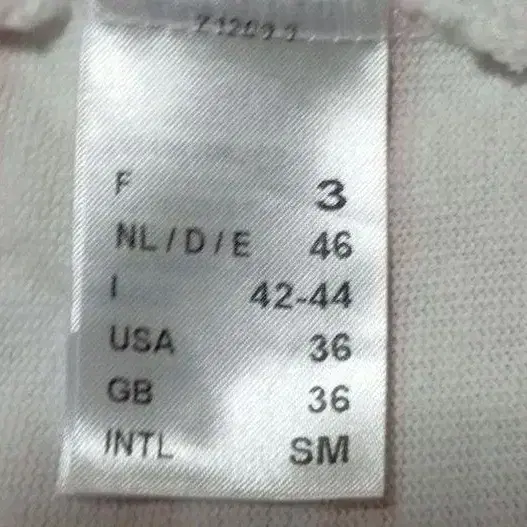 F 3
NL / D / E 46
I 42-44
USA 36
GB 36
INTL SM